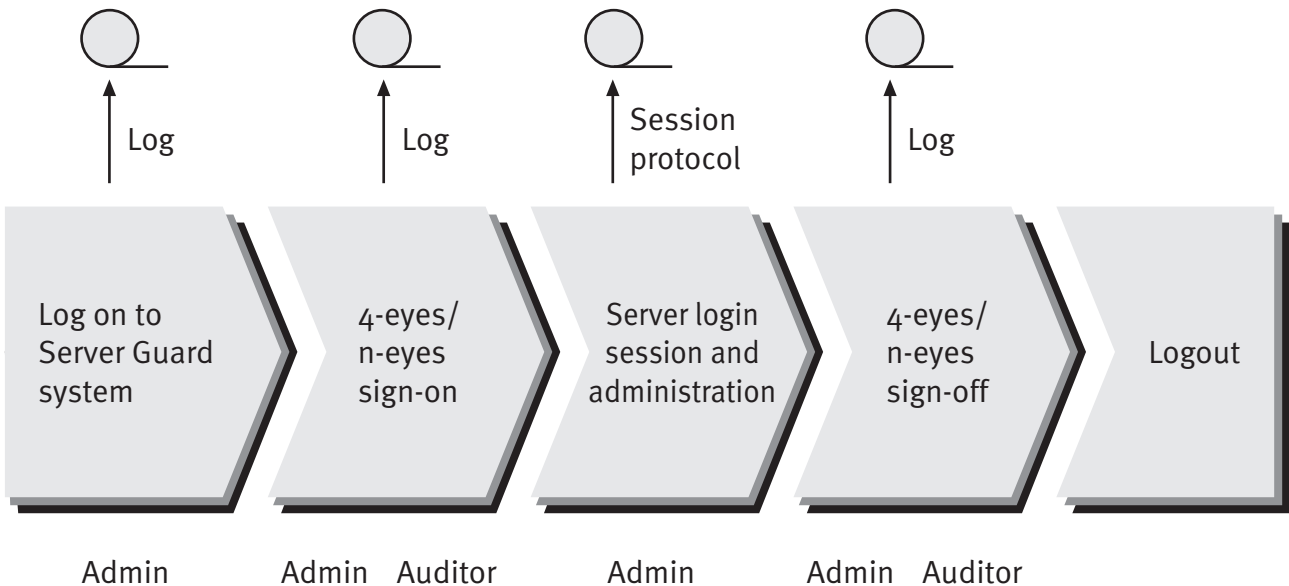 Log
Log
Session
protocol
Log
Log on to
Server Guard
system
4-eyes/
n-eyes
sign-on
Server login
session and
administration
4-eyes/
n-eyes
sign-off
Logout
Admin
Admin Auditor
Admin
Admin Auditor